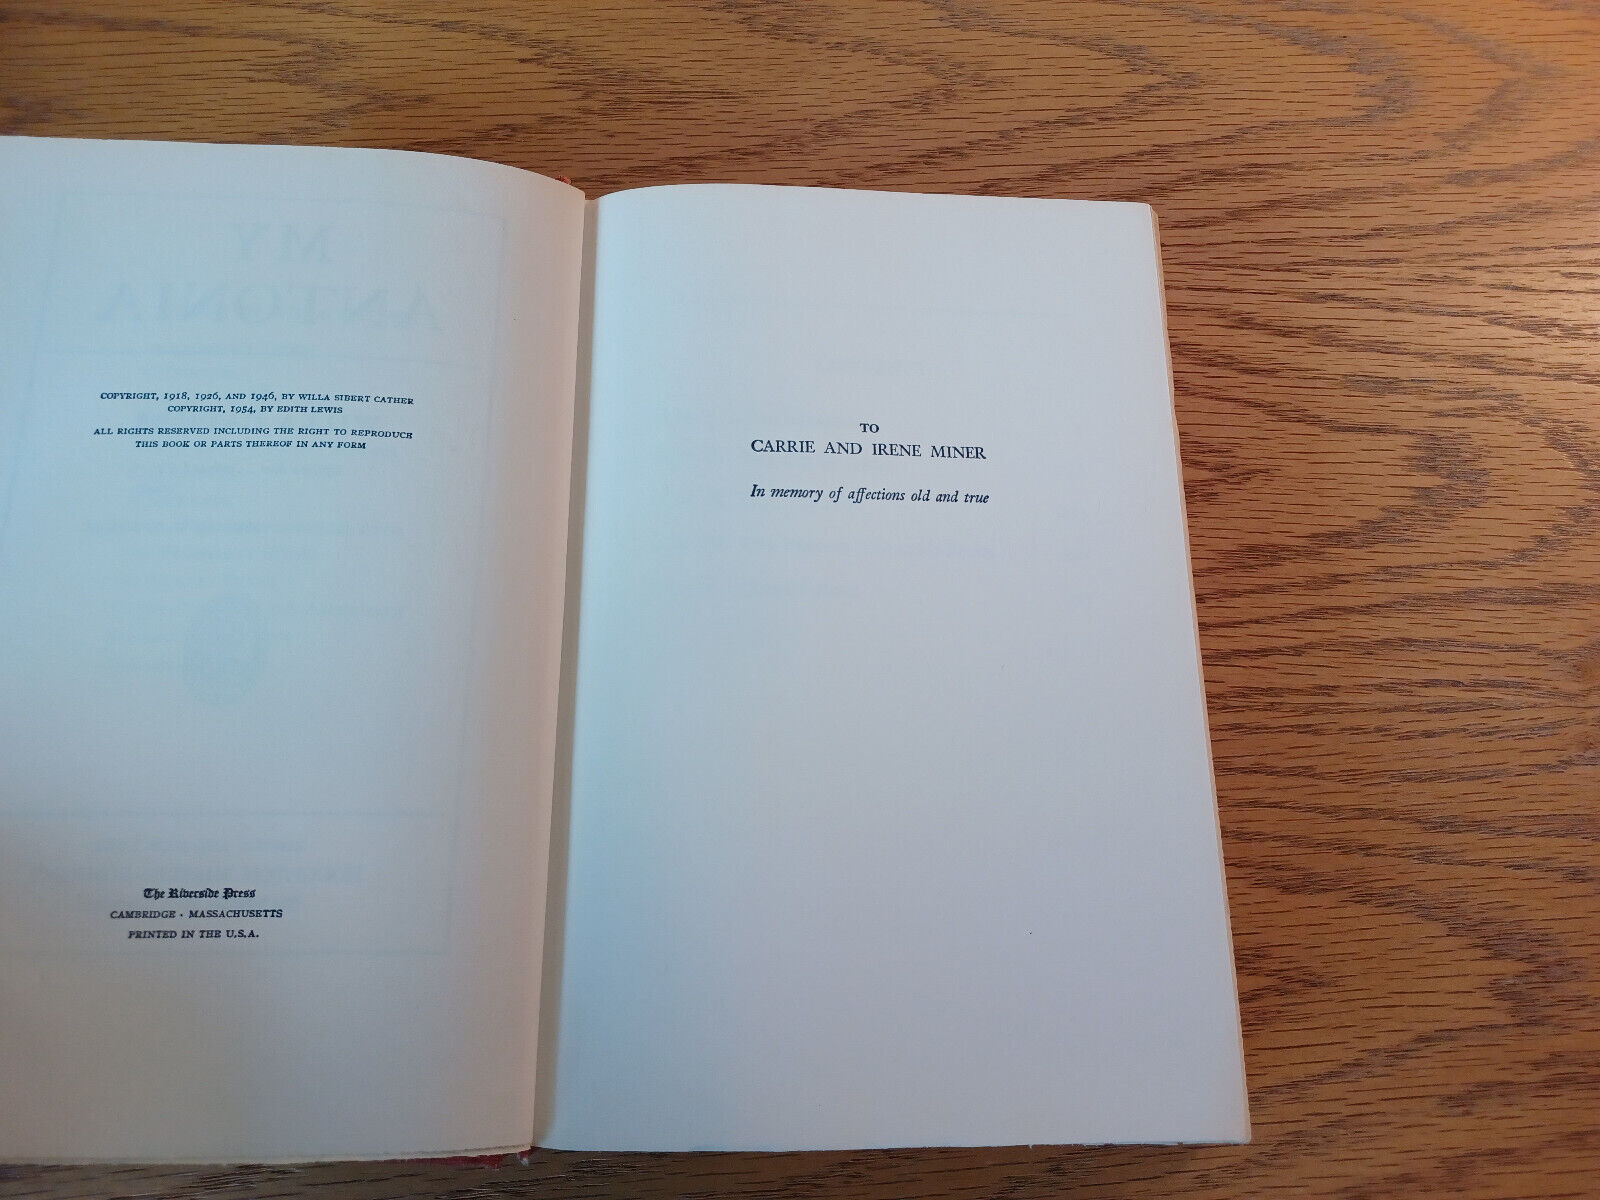 COPYRIGHT, 1918, 1926, AND 1946, BY WILLA SIBERT CATHER
COPYRIGHT, 1954, BY EDITH LEWIS
ALL RIGHTS RESERVED INCLUDING THE RIGHT TO REPRODUCE
THIS BOOK OR PARTS THEREOF IN ANY FORM
The Riverside Press
CAMBRIDGE · MASSACHUSETTS
PRINTED IN THE U.S.A.
TO
CARRIE AND IRENE MINER
In memory of affections old and true
MY
ANTONIA